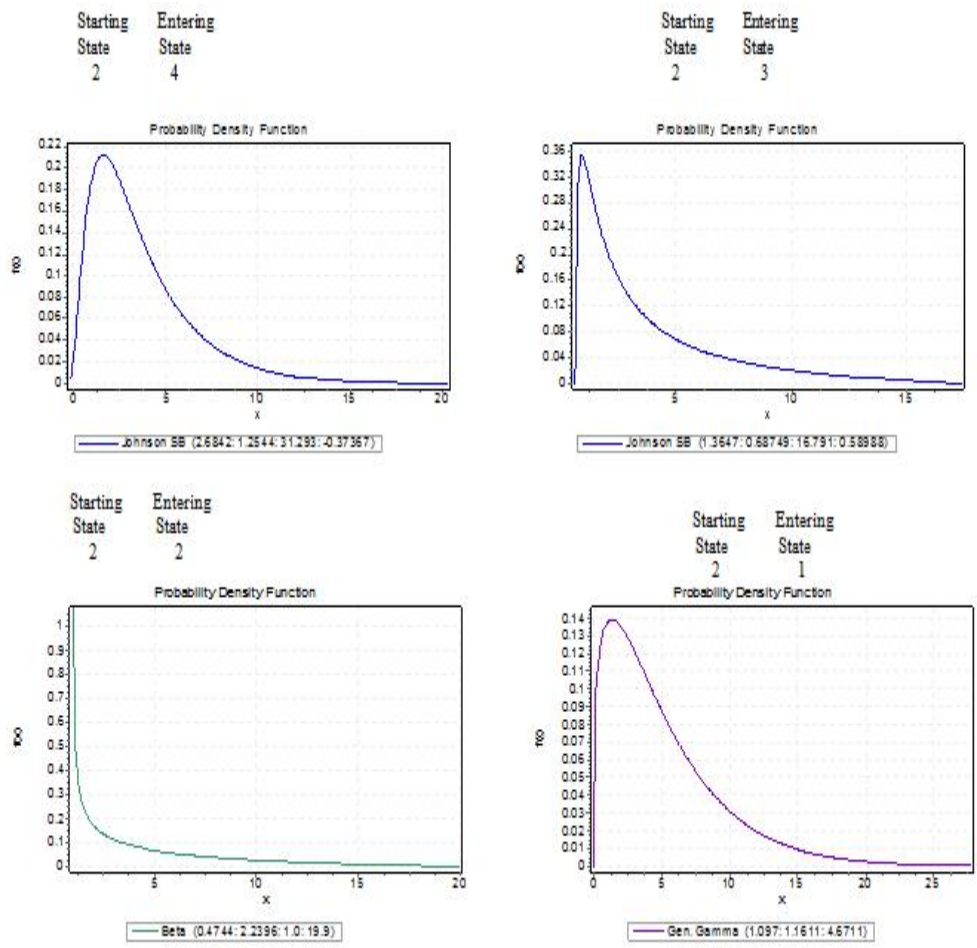 Starting Entering
State State
2 4
Probability Density Function
0.22
0.2
0.18
0.16
0.14
0.12
0.1
0.08
0.06
0.04
0.02
0
f(x)
0 5 10 15 20
x
Johnson SB (2.6842; 1.2544; 31.293; -0.37367)
Starting Entering
State State
2 3
Probability Density Function
0.36
0.32
0.28
0.24
0.2
0.16
0.12
0.08
0.04
0
f(x)
5 10 15
x
Johnson SB (1.3647; 0.68749; 16.791; 0.58988)
Starting Entering
State State
2 2
Probability Density Function
1
0.9
0.8
0.7
0.6
0.5
0.4
0.3
0.2
0.1
0
f(x)
5 10 15 20
x
Beta (0.4744; 2.2396; 1.0; 19.9)
Starting Entering
State State
2 1
Probability Density Function
0.14
0.13
0.12
0.11
0.1
0.09
0.08
0.07
0.06
0.05
0.04
0.03
0.02
0.01
0
f(x)
0 5 10 15 20 25
x
Gen. Gamma (1.097; 1.1611; 4.6711)